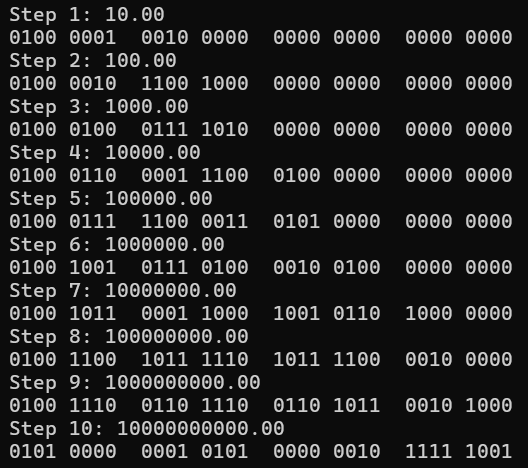 Step 1: 10.00
0100 0001  0010 0000  0000 0000  0000 0000
Step 2: 100.00
0100 0010  1100 1000  0000 0000  0000 0000
Step 3: 1000.00
0100 0100  0111 1010  0000 0000  0000 0000
Step 4: 10000.00
0100 0110  0001 1100  0100 0000  0000 0000
Step 5: 100000.00
0100 0111  1100 0011  0101 0000  0000 0000
Step 6: 1000000.00
0100 1001  0111 0100  0010 0100  0000 0000
Step 7: 10000000.00
0100 1011  0001 1000  1001 0110  1000 0000
Step 8: 100000000.00
0100 1100  1011 1110  1011 1100  0010 0000
Step 9: 1000000000.00
0100 1110  0110 1110  0110 1011  0010 1000
Step 10: 10000000000.00
0101 0000  0001 0101  0000 0010  1111 1001